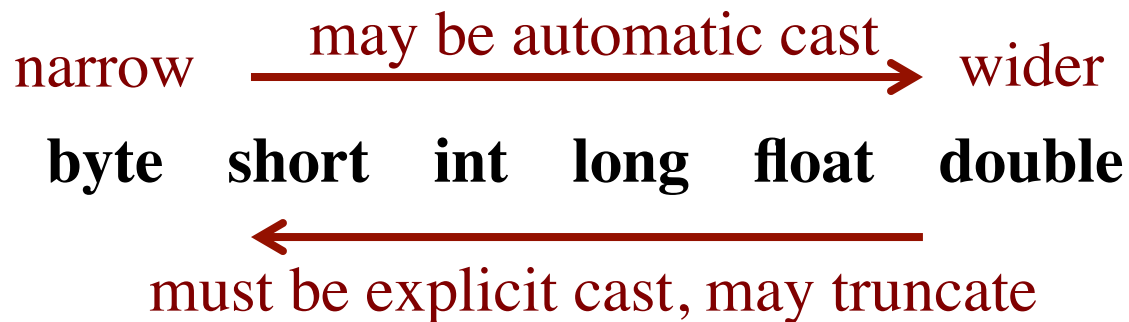 may be automatic cast
narrow wider
byte short int long float double
must be explicit cast, may truncate